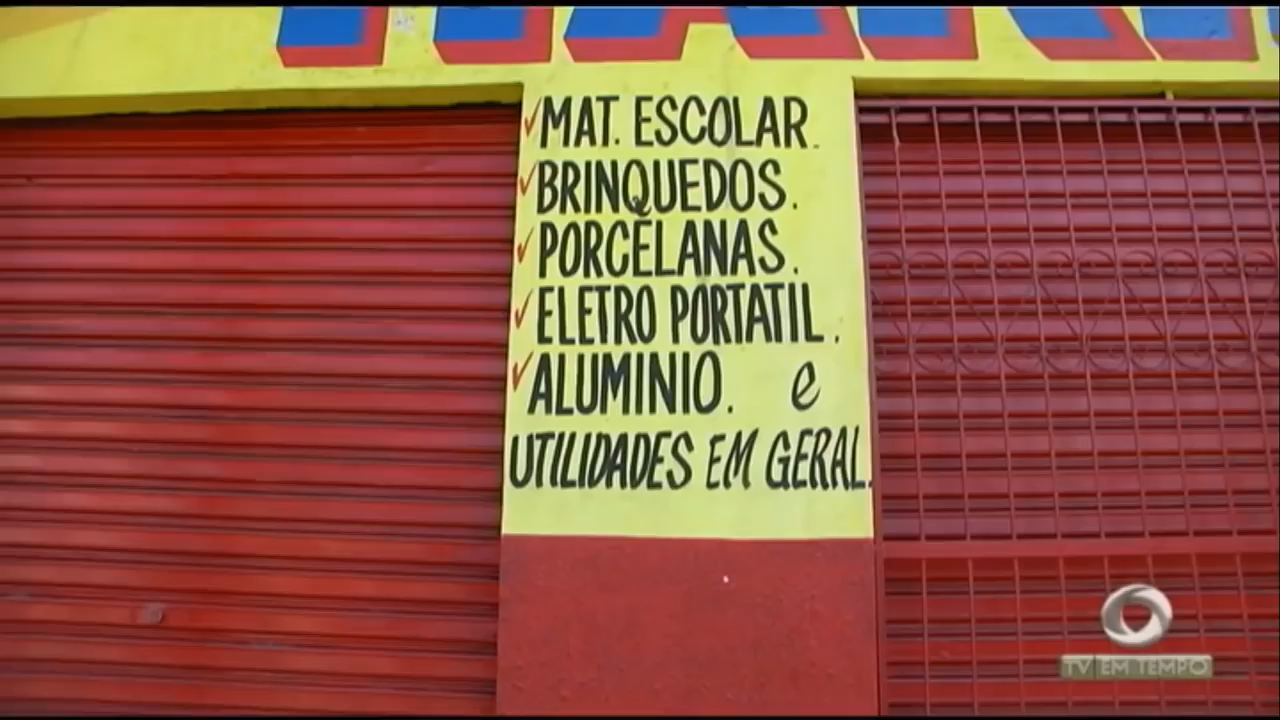 MAT. ESCOLAR.
BRINQUEDOS.
PORCELANAS.
ELETRO PORTATIL.
ALUMINIO. e
UTILIDADES EM GERAL.
TV EM TEMPO